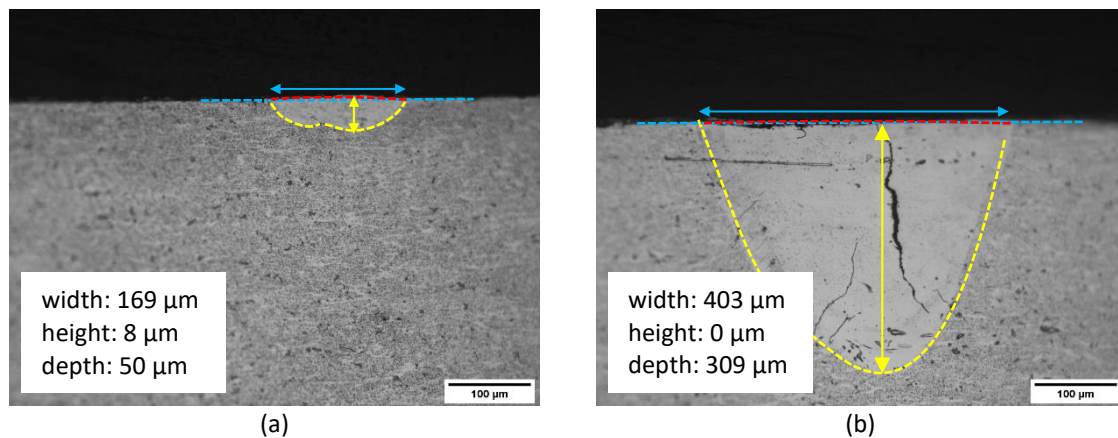 width: 169 µm
height: 8 µm
depth: 50 µm
100 µm
(a)
width: 403 µm
height: 0 µm
depth: 309 µm
100 µm
(b)